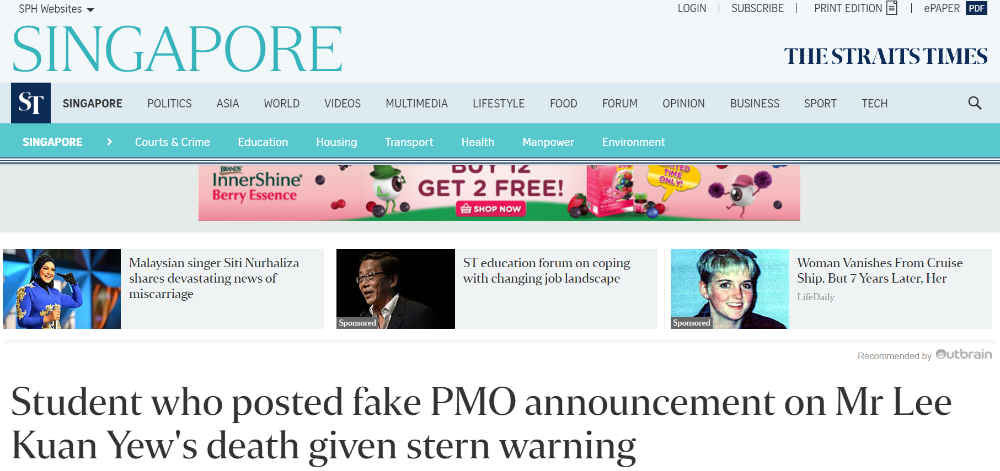 SPH Websites
LOGIN | SUBSCRIBE | PRINT EDITION | ePAPER PDF
SINGAPORE
THE STRAITS TIMES
ST SINGAPORE POLITICS ASIA WORLD VIDEOS MULTIMEDIA LIFESTYLE FOOD FORUM OPINION BUSINESS SPORT TECH
SINGAPORE > Courts & Crime Education Housing Transport Health Manpower Environment
BRAND'S
InnerShine®
Berry Essence
BUY 12
GET 2 FREE!
SHOP NOW
LIMITED
TIME
ONLY!
Malaysian singer Siti Nurhaliza
shares devastating news of
miscarriage
Sponsored
ST education forum on coping
with changing job landscape
Sponsored
Woman Vanishes From Cruise
Ship. But 7 Years Later, Her
LifeDaily
Recommended by Outbrain
Student who posted fake PMO announcement on Mr Lee
Kuan Yew's death given stern warning